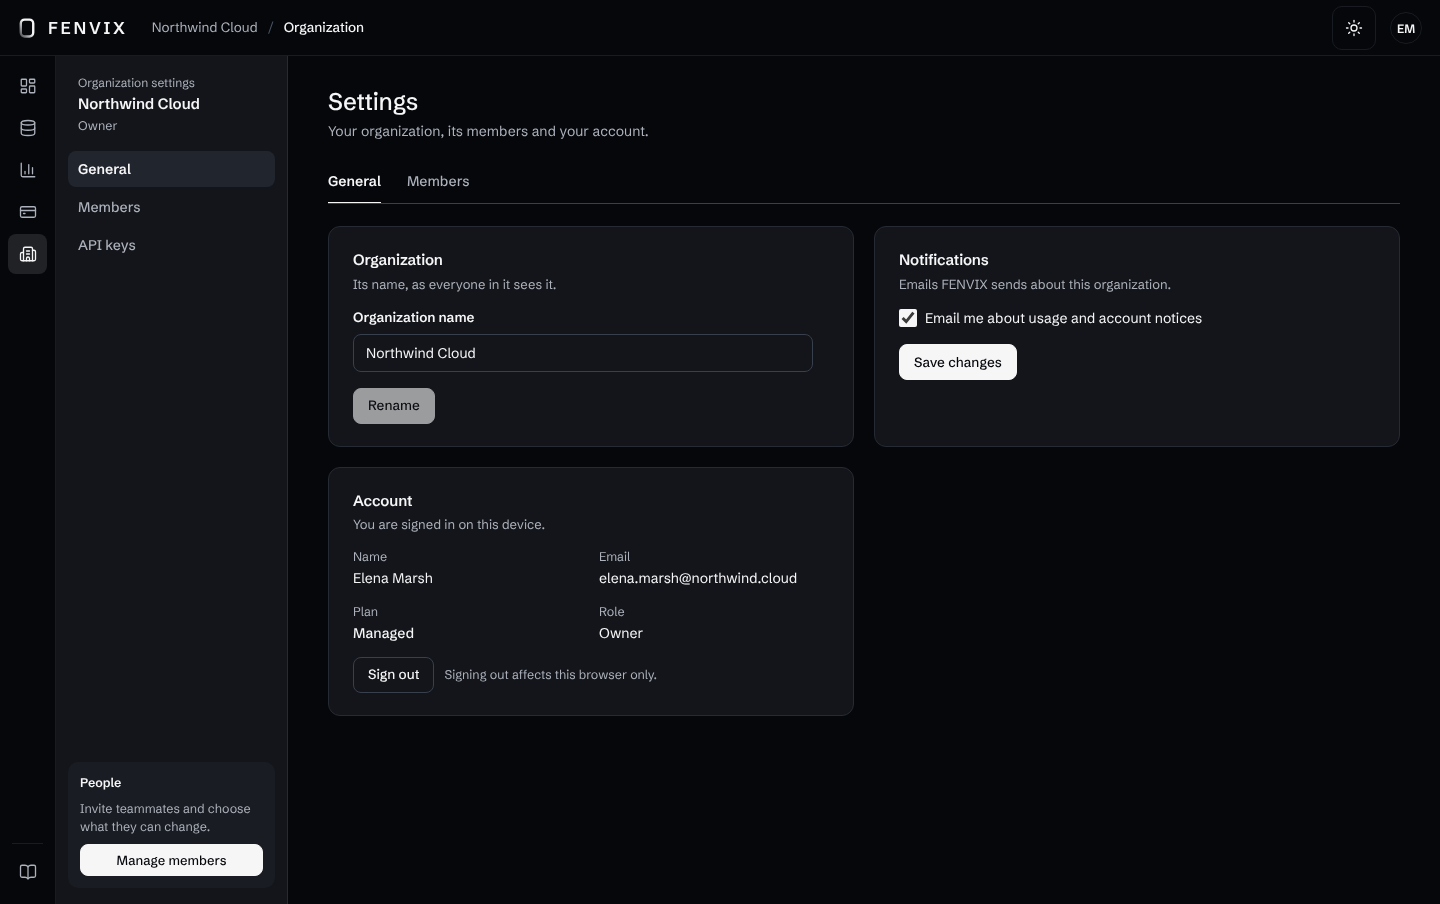 FENVIX
Northwind Cloud / Organization
EM
Organization settings
Northwind Cloud
Owner
General
Members
API keys
People
Invite teammates and choose
what they can change.
Manage members
Settings
Your organization, its members and your account.
General Members
Organization
Its name, as everyone in it sees it.
Organization name
Northwind Cloud
Rename
Notifications
Emails FENVIX sends about this organization.
Email me about usage and account notices
Save changes
Account
You are signed in on this device.
Name
Elena Marsh
Email
elena.marsh@northwind.cloud
Plan
Managed
Role
Owner
Sign out
Signing out affects this browser only.